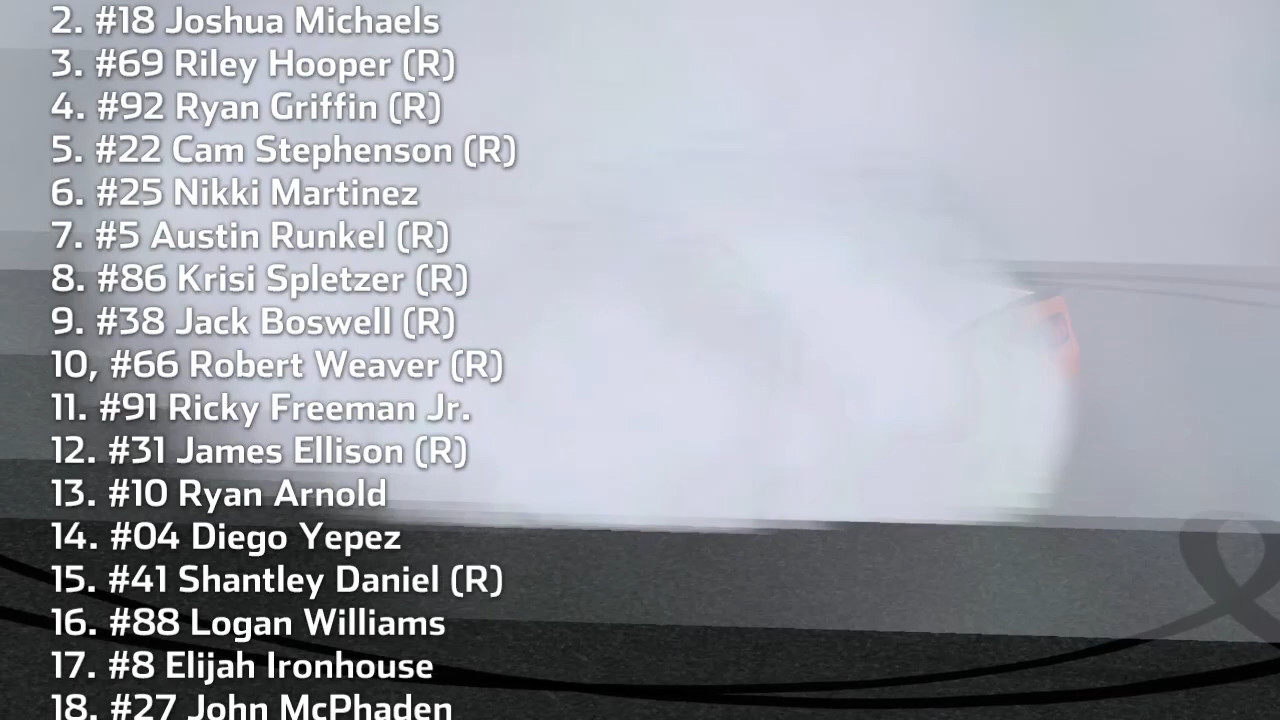 2. #18 Joshua Michaels
3. #69 Riley Hooper (R)
4. #92 Ryan Griffin (R)
5. #22 Cam Stephenson (R)
6. #25 Nikki Martinez
7. #5 Austin Runkel (R)
8. #86 Krisi Spletzer (R)
9. #38 Jack Boswell (R)
10, #66 Robert Weaver (R)
11. #91 Ricky Freeman Jr.
12. #31 James Ellison (R)
13. #10 Ryan Arnold
14. #04 Diego Yepez
15. #41 Shantley Daniel (R)
16. #88 Logan Williams
17. #8 Elijah Ironhouse
18. #27 John McPhaden